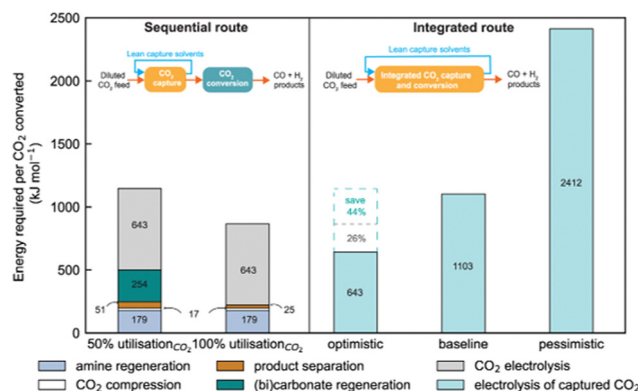 Sequential route
Integrated route
Lean capture solvents
Diluted
CO₂ feed
CO₂
capture
CO₂
conversion
CO + H₂
products
Lean capture solvents
Diluted
CO₂ feed
Integrated CO₂ capture
and conversion
CO + H₂
products
Energy required per CO₂ converted
(kJ mol⁻¹)
2500
2000
1500
1000
500
0
643
254
51
179
17
643
25
179
save
44%
26%
643
1103
2412
50% utilisation_CO₂
100% utilisation_CO₂
optimistic
baseline
pessimistic
amine regeneration
product separation
CO₂ electrolysis
CO₂ compression
(bi)carbonate regeneration
electrolysis of captured CO₂